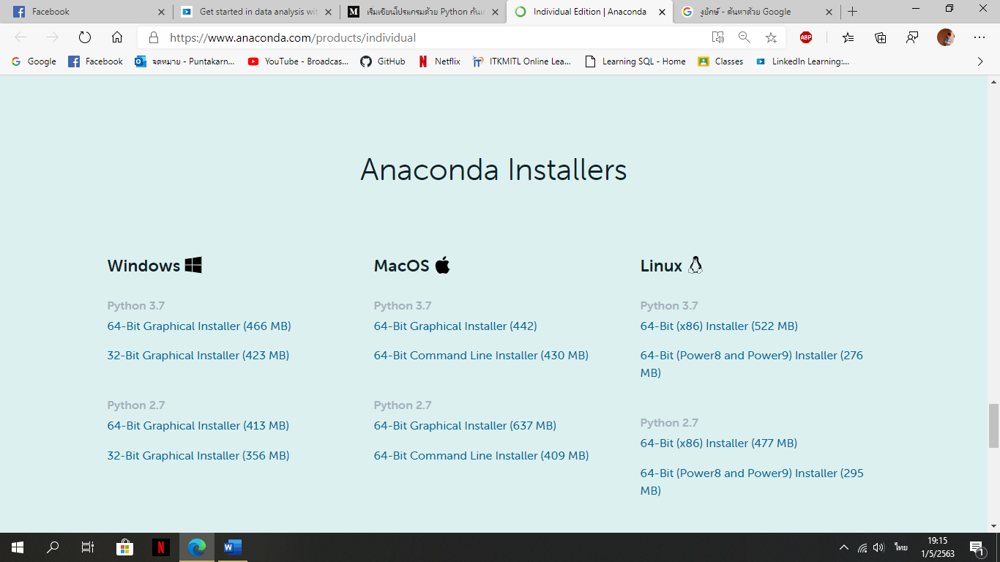 Facebook
Get started in data analysis wit
เริ่มเขียนโปรแกรมด้วย Python กันเถ
Individual Edition | Anaconda
งูยักษ์ - ค้นหาด้วย Google
https://www.anaconda.com/products/individual
ABP
Google
Facebook
จดหมาย - Puntakarn...
YouTube - Broadcas...
GitHub
Netflix
ITKMITL Online Lea...
Learning SQL - Home
Classes
LinkedIn Learning:...
Anaconda Installers
Windows
Python 3.7
64-Bit Graphical Installer (466 MB)
32-Bit Graphical Installer (423 MB)
Python 2.7
64-Bit Graphical Installer (413 MB)
32-Bit Graphical Installer (356 MB)
MacOS
Python 3.7
64-Bit Graphical Installer (442)
64-Bit Command Line Installer (430 MB)
Python 2.7
64-Bit Graphical Installer (637 MB)
64-Bit Command Line Installer (409 MB)
Linux
Python 3.7
64-Bit (x86) Installer (522 MB)
64-Bit (Power8 and Power9) Installer (276
MB)
Python 2.7
64-Bit (x86) Installer (477 MB)
64-Bit (Power8 and Power9) Installer (295
MB)
ไทย
19:15
1/5/2563
1